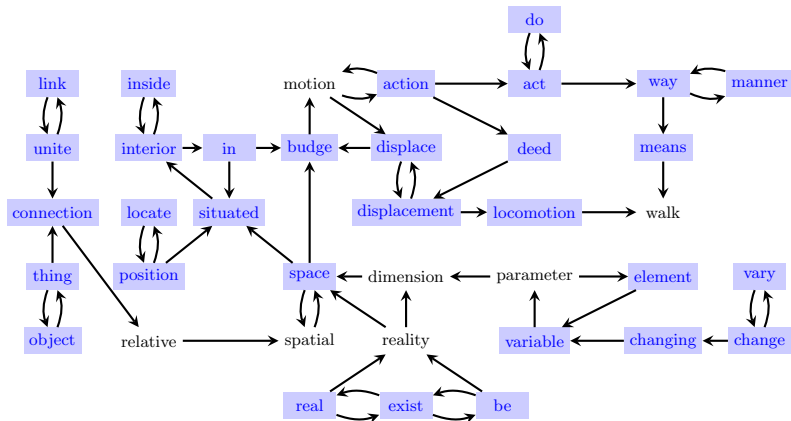 do
link inside motion action act way manner
unite interior in budge displace deed means
connection locate situated displacement locomotion walk
thing position space dimension parameter element vary
object relative spatial reality variable changing change
real exist be